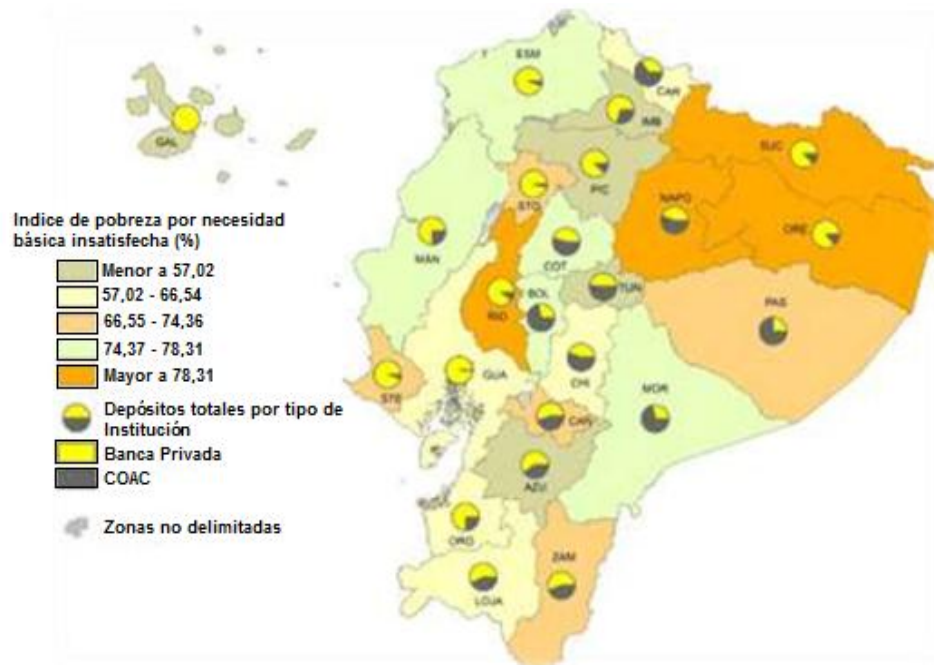 ESM
CAR
IMB
GAL
SUC
PIC
STO
NAPO
ORE
MAN
COT
TUN
BOL
RIO
PAS
GUA
CHI
MOR
STE
CAÑ
AZU
ORO
ZAM
LOJA
Indice de pobreza por necesidad
básica insatisfecha (%)
Menor a 57,02
57,02 - 66,54
66,55 - 74,36
74,37 - 78,31
Mayor a 78,31
Depósitos totales por tipo de
Institución
Banca Privada
COAC
Zonas no delimitadas